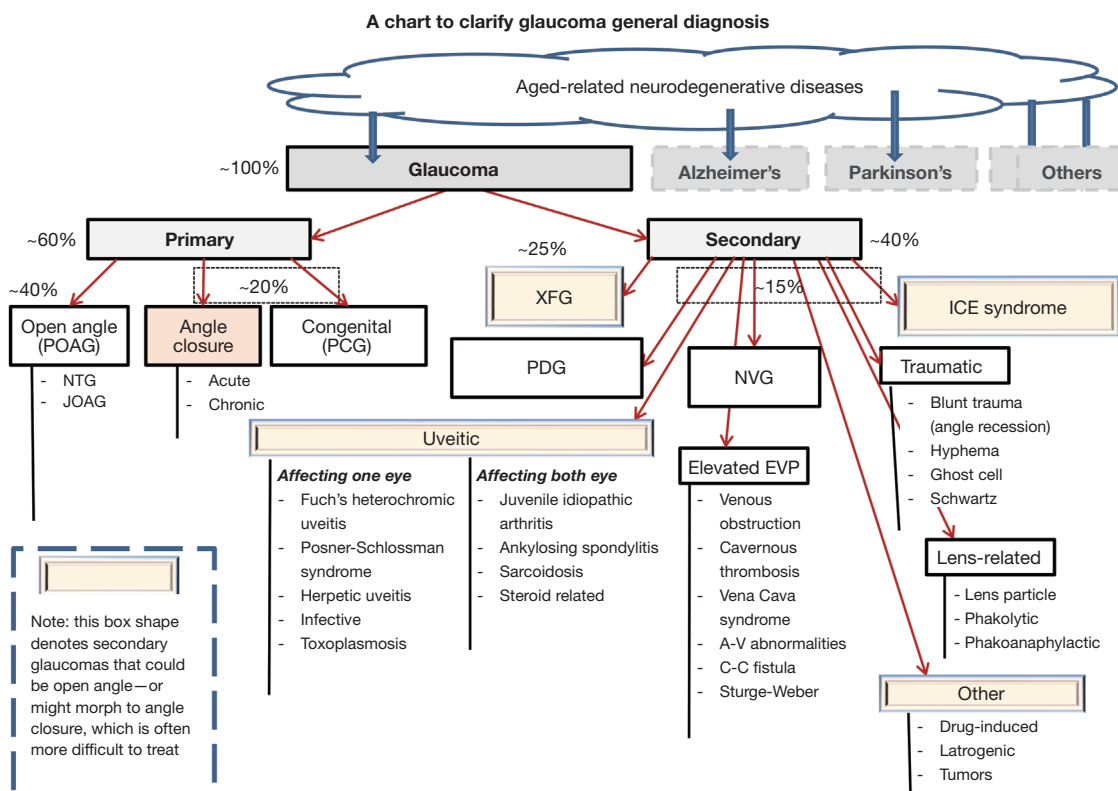 A chart to clarify glaucoma general diagnosis
Aged-related neurodegenerative diseases
~100%
Glaucoma
Alzheimer's
Parkinson's
Others
~60%
Primary
~25%
Secondary
~40%
~40%
~20%
XFG
~15%
ICE syndrome
Open angle
(POAG)
- NTG
- JOAG
Angle
closure
- Acute
- Chronic
Congenital
(PCG)
PDG
NVG
Traumatic
- Blunt trauma
(angle recession)
- Hyphema
- Ghost cell
- Schwartz
Uveitic
Affecting one eye
- Fuch's heterochromic
uveitis
- Posner-Schlossman
syndrome
- Herpetic uveitis
- Infective
- Toxoplasmosis
Affecting both eye
- Juvenile idiopathic
arthritis
- Ankylosing spondylitis
- Sarcoidosis
- Steroid related
Elevated EVP
- Venous
obstruction
- Cavernous
thrombosis
- Vena Cava
syndrome
- A-V abnormalities
- C-C fistula
- Sturge-Weber
Lens-related
- Lens particle
- Phakolytic
- Phakoanaphylactic
Other
- Drug-induced
- Latrogenic
- Tumors
Note: this box shape
denotes secondary
glaucomas that could
be open angle—or
might morph to angle
closure, which is often
more difficult to treat